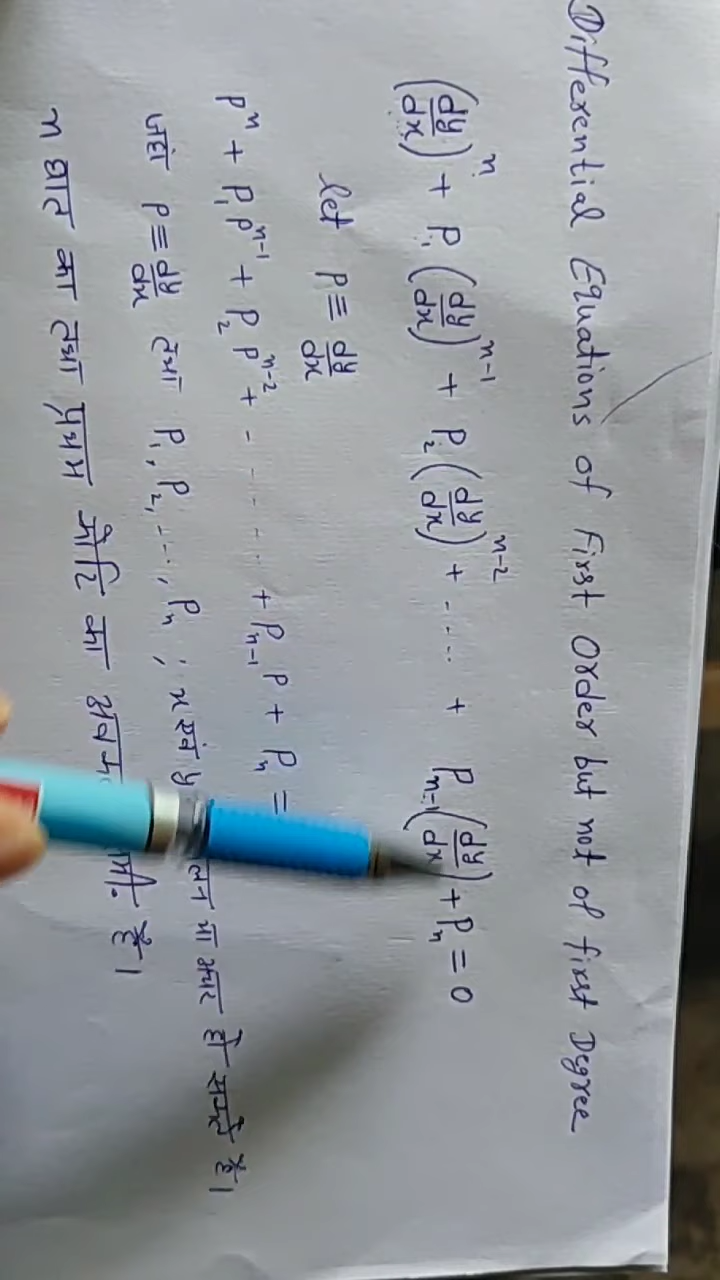 Differential Equations of First Order but not of first Degree
(dy/dx)^n + P₁(dy/dx)^{n-1} + P₂(dy/dx)^{n-2} + .... + P_{n-1}(dy/dx) + P_n = 0
let P ≡ dy/dx
P^n + P₁P^{n-1} + P₂P^{n-2} + - - - - .. + P_{n-1}P + P_n =
जहां P ≡ dy/dx तथा P₁, P₂, ..., P_n ; x एवं y या अचर हो सकते है।
n घात का तथा प्रथम कोटि का है।